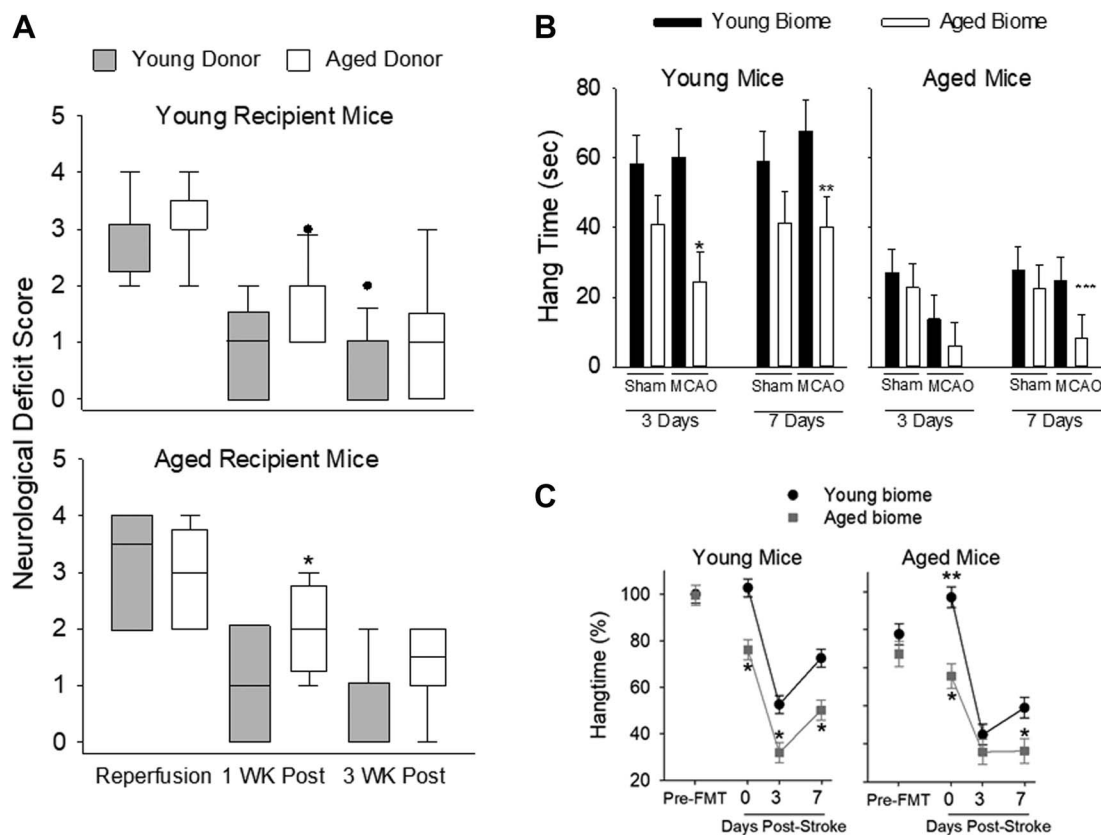 A
Young Donor Aged Donor
Young Recipient Mice
5
4
3
2
1
0
Aged Recipient Mice
5
4
3
2
1
0
Neurological Deficit Score
*
Reperfusion 1 WK Post 3 WK Post
B
Young Biome Aged Biome
Young Mice Aged Mice
80
60
40
20
0
Hang Time (sec)
*
**
***
Sham MCAO Sham MCAO Sham MCAO Sham MCAO
3 Days 7 Days 3 Days 7 Days
C
Young biome
Aged biome
Young Mice Aged Mice
100
80
60
40
20
Hangtime (%)
* * *
** * *
Pre-FMT 0 3 7 Pre-FMT 0 3 7
Days Post-Stroke Days Post-Stroke